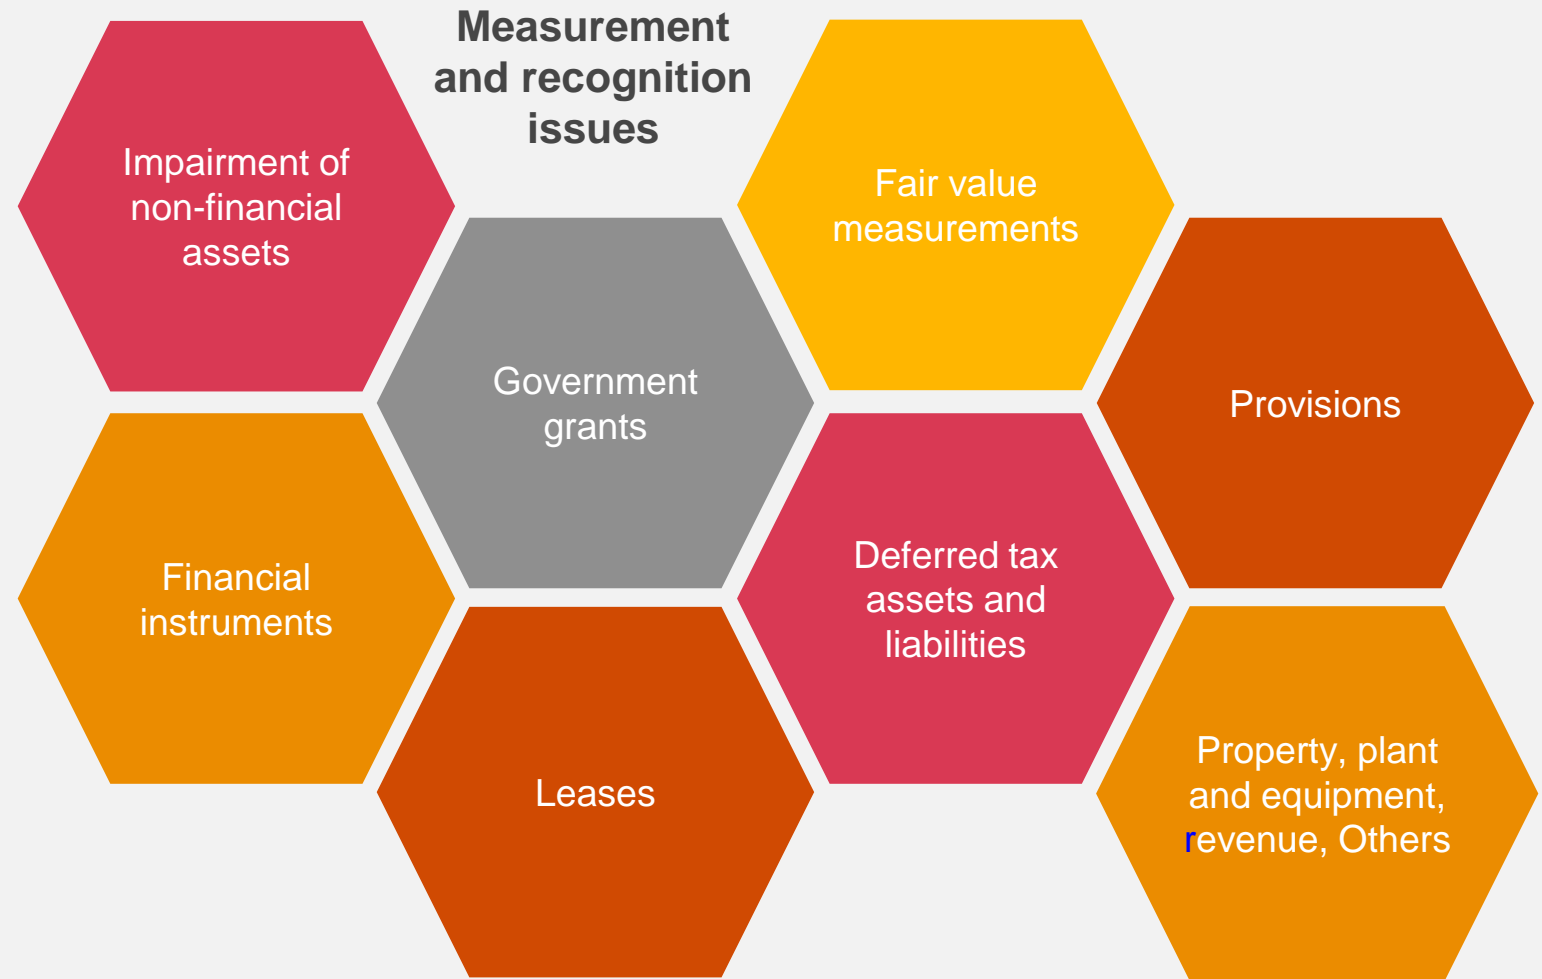 Measurement
and recognition
issues
Impairment of
non-financial
assets
Fair value
measurements
Government
grants
Provisions
Financial
instruments
Deferred tax
assets and
liabilities
Leases
Property, plant
and equipment,
revenue, Others